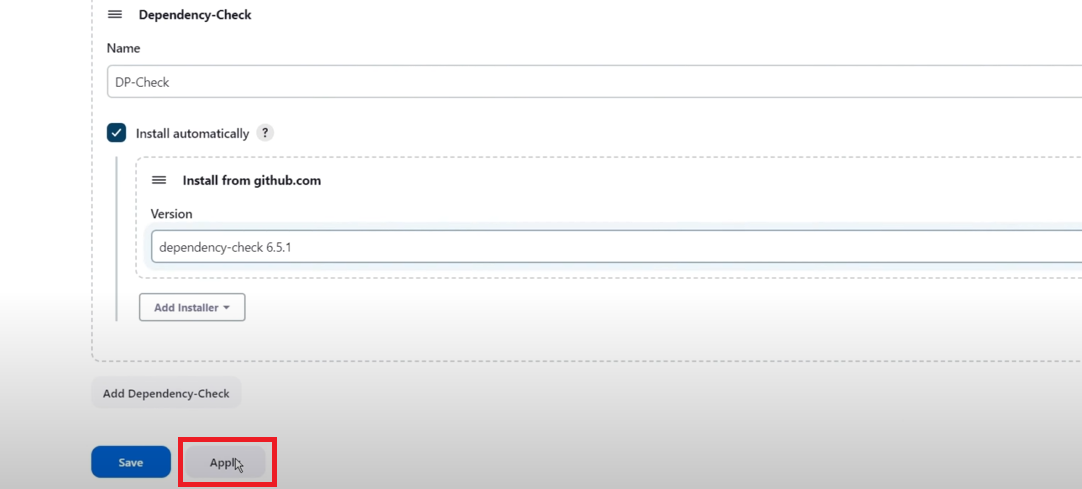 Dependency-Check
Name
DP-Check
Install automatically ?
Install from github.com
Version
dependency-check 6.5.1
Add Installer
Add Dependency-Check
Save Apply